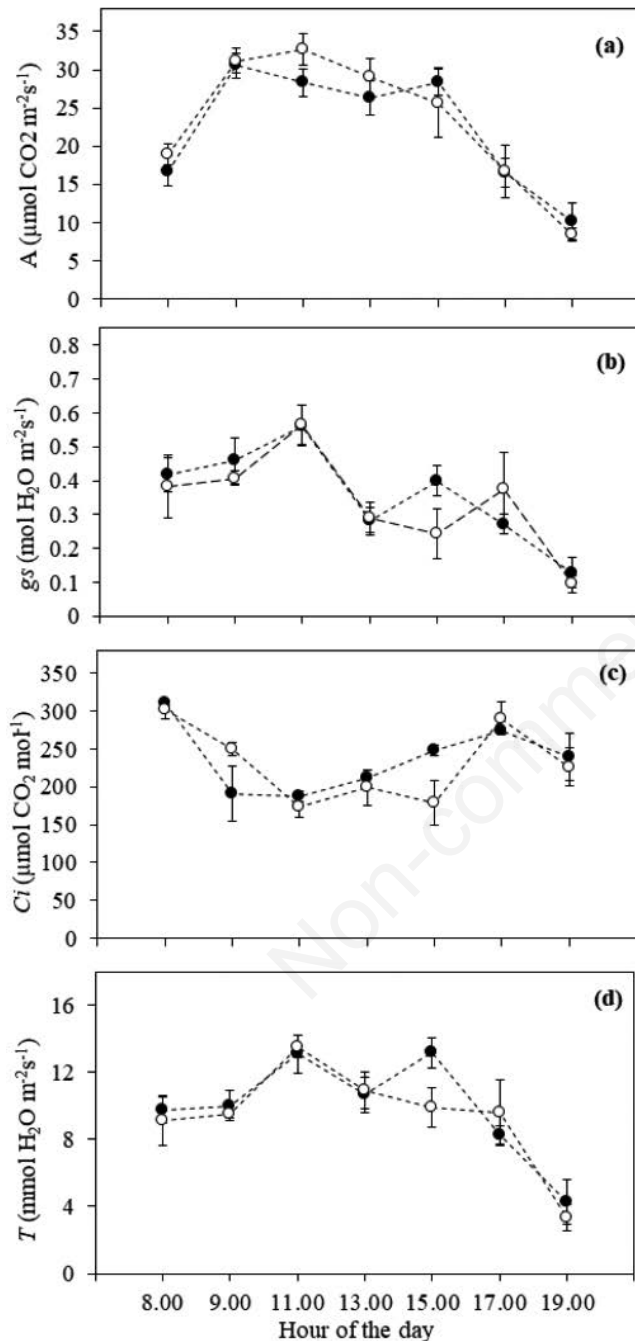 (a)
35
30
25
20
15
10
5
0
A (µmol CO2 m-2s-1)
(b)
0.8
0.7
0.6
0.5
0.4
0.3
0.2
0.1
0
gs (mol H2O m-2s-1)
(c)
350
300
250
200
150
100
50
0
Ci (µmol CO2 mol-1)
(d)
16
12
8
4
0
T (mmol H2O m-2s-1)
8.00 9.00 11.00 13.00 15.00 17.00 19.00
Hour of the day
Non-comme